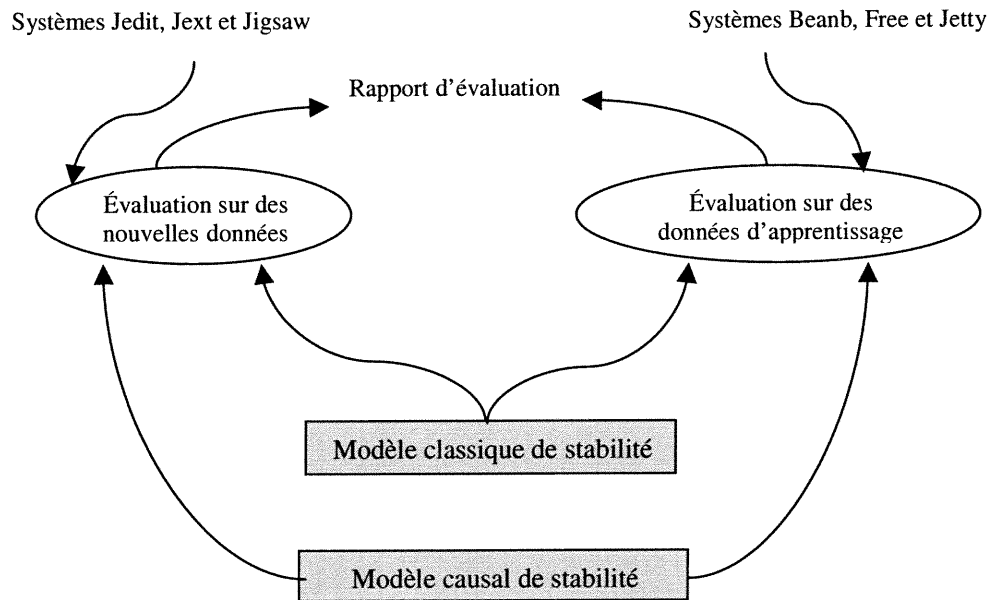 Systèmes Jedit, Jext et Jigsaw
Systèmes Beanb, Free et Jetty
Rapport d'évaluation
Évaluation sur des
nouvelles données
Évaluation sur des
données d'apprentissage
Modèle classique de stabilité
Modèle causal de stabilité